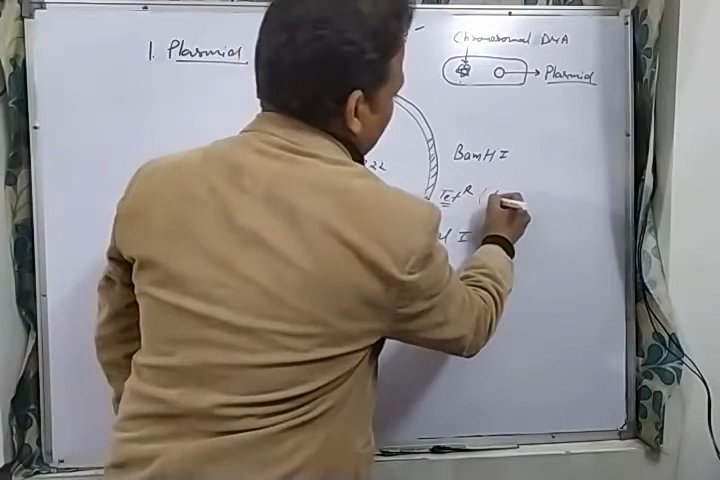 1. Plasmid
Chromosomal DNA
Plasmid
BamH I
Tet^R (
I